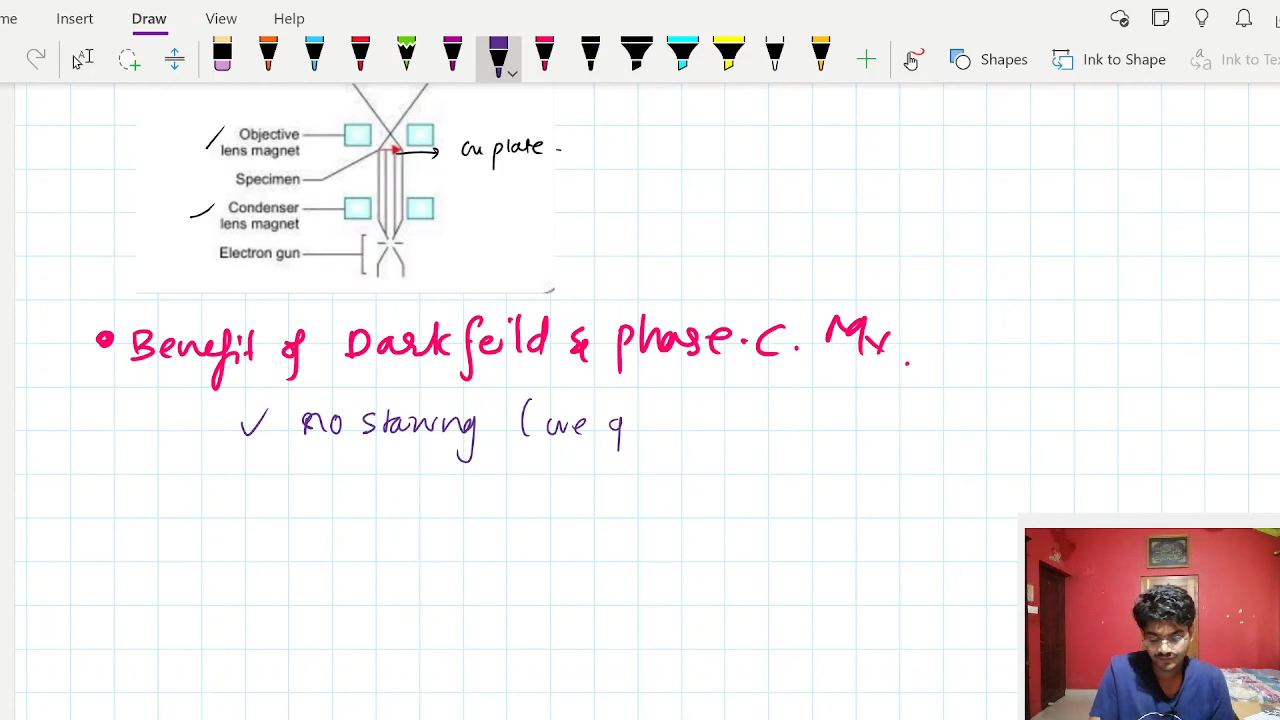 me Insert Draw View Help
Shapes Ink to Shape Ink to Tex
Objective
lens magnet
cu plate -
Specimen
Condenser
lens magnet
Electron gun
• Benefit of Darkfeild & phase. C. Mx.
✓ no staining (we q